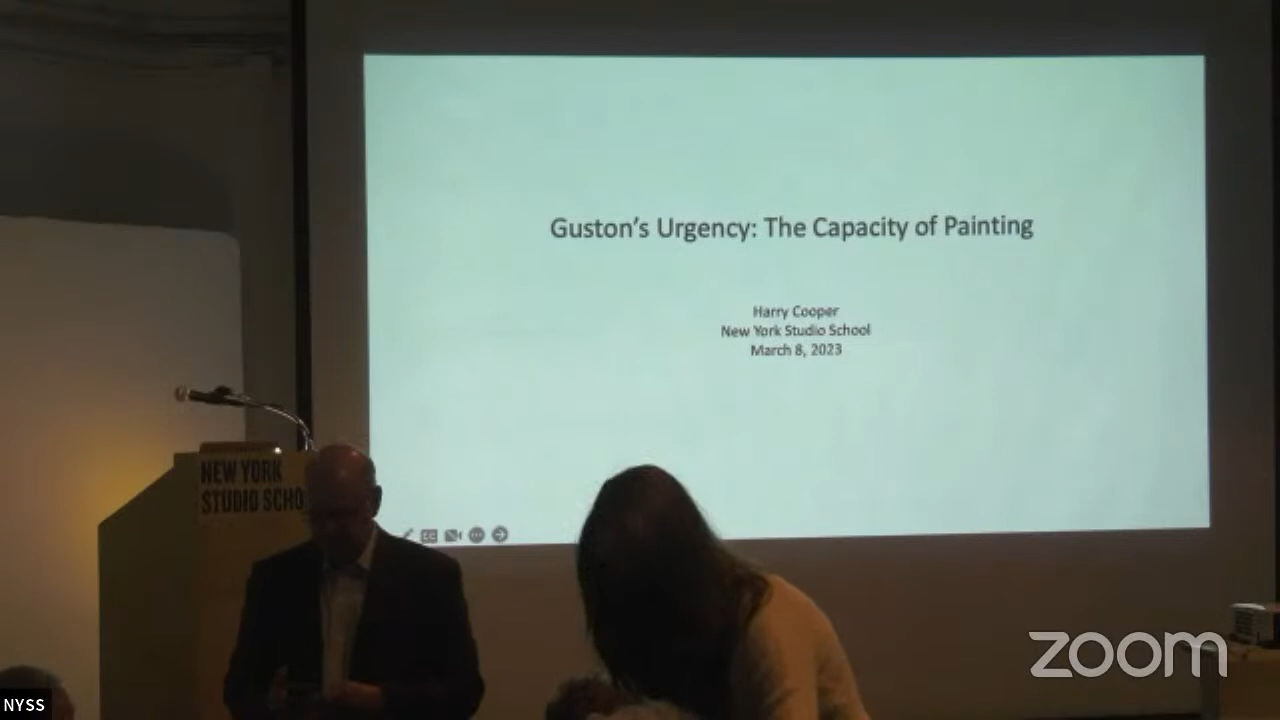 Guston's Urgency: The Capacity of Painting
Harry Cooper
New York Studio School
March 8, 2023
NEW YORK
STUDIO SCHO
CC
zoom
NYSS